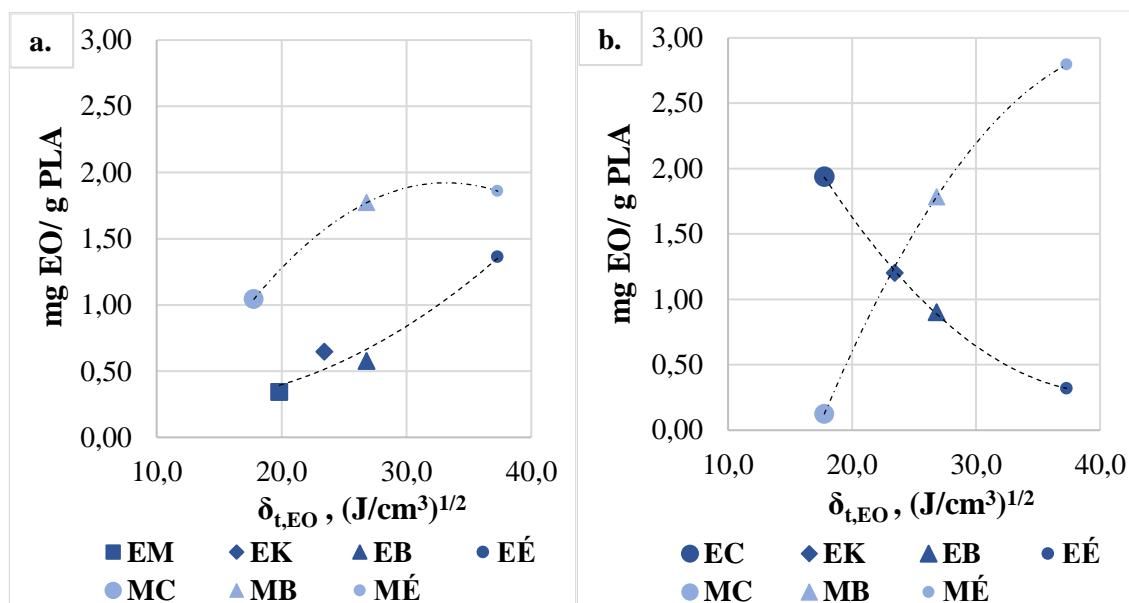 a.
3,00
2,50
2,00
1,50
1,00
0,50
0,00
mg EO/ g PLA
10,0 20,0 30,0 40,0
δt,EO , (J/cm³)¹/²
EM EK EB EÉ
MC MB MÉ
b.
3,00
2,50
2,00
1,50
1,00
0,50
0,00
mg EO/ g PLA
10,0 20,0 30,0 40,0
δt,EO , (J/cm³)¹/²
EC EK EB EÉ
MC MB MÉ